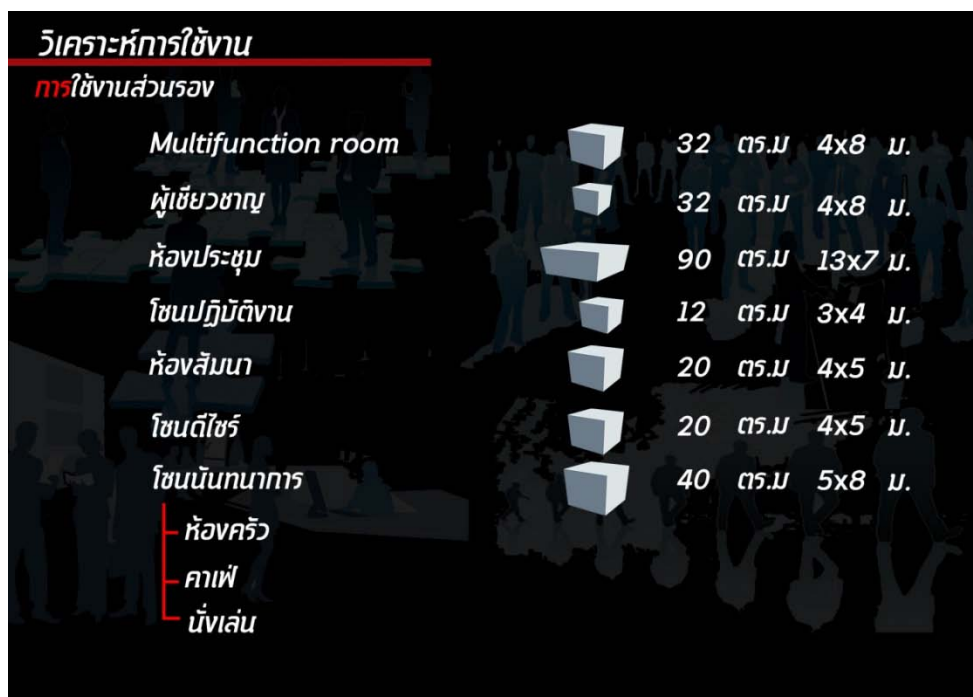 วิเคราะห์การใช้งาน
การใช้งานส่วนรอง
Multifunction room 32 ตร.ม 4x8 ม.
ผู้เชียวชาญ 32 ตร.ม 4x8 ม.
ห้องประชุม 90 ตร.ม 13x7 ม.
โซนปฏิบัติงาน 12 ตร.ม 3x4 ม.
ห้องสัมนา 20 ตร.ม 4x5 ม.
โซนดีไซร์ 20 ตร.ม 4x5 ม.
โซนนันทนาการ 40 ตร.ม 5x8 ม.
ห้องครัว
คาเฟ่
นั่งเล่น